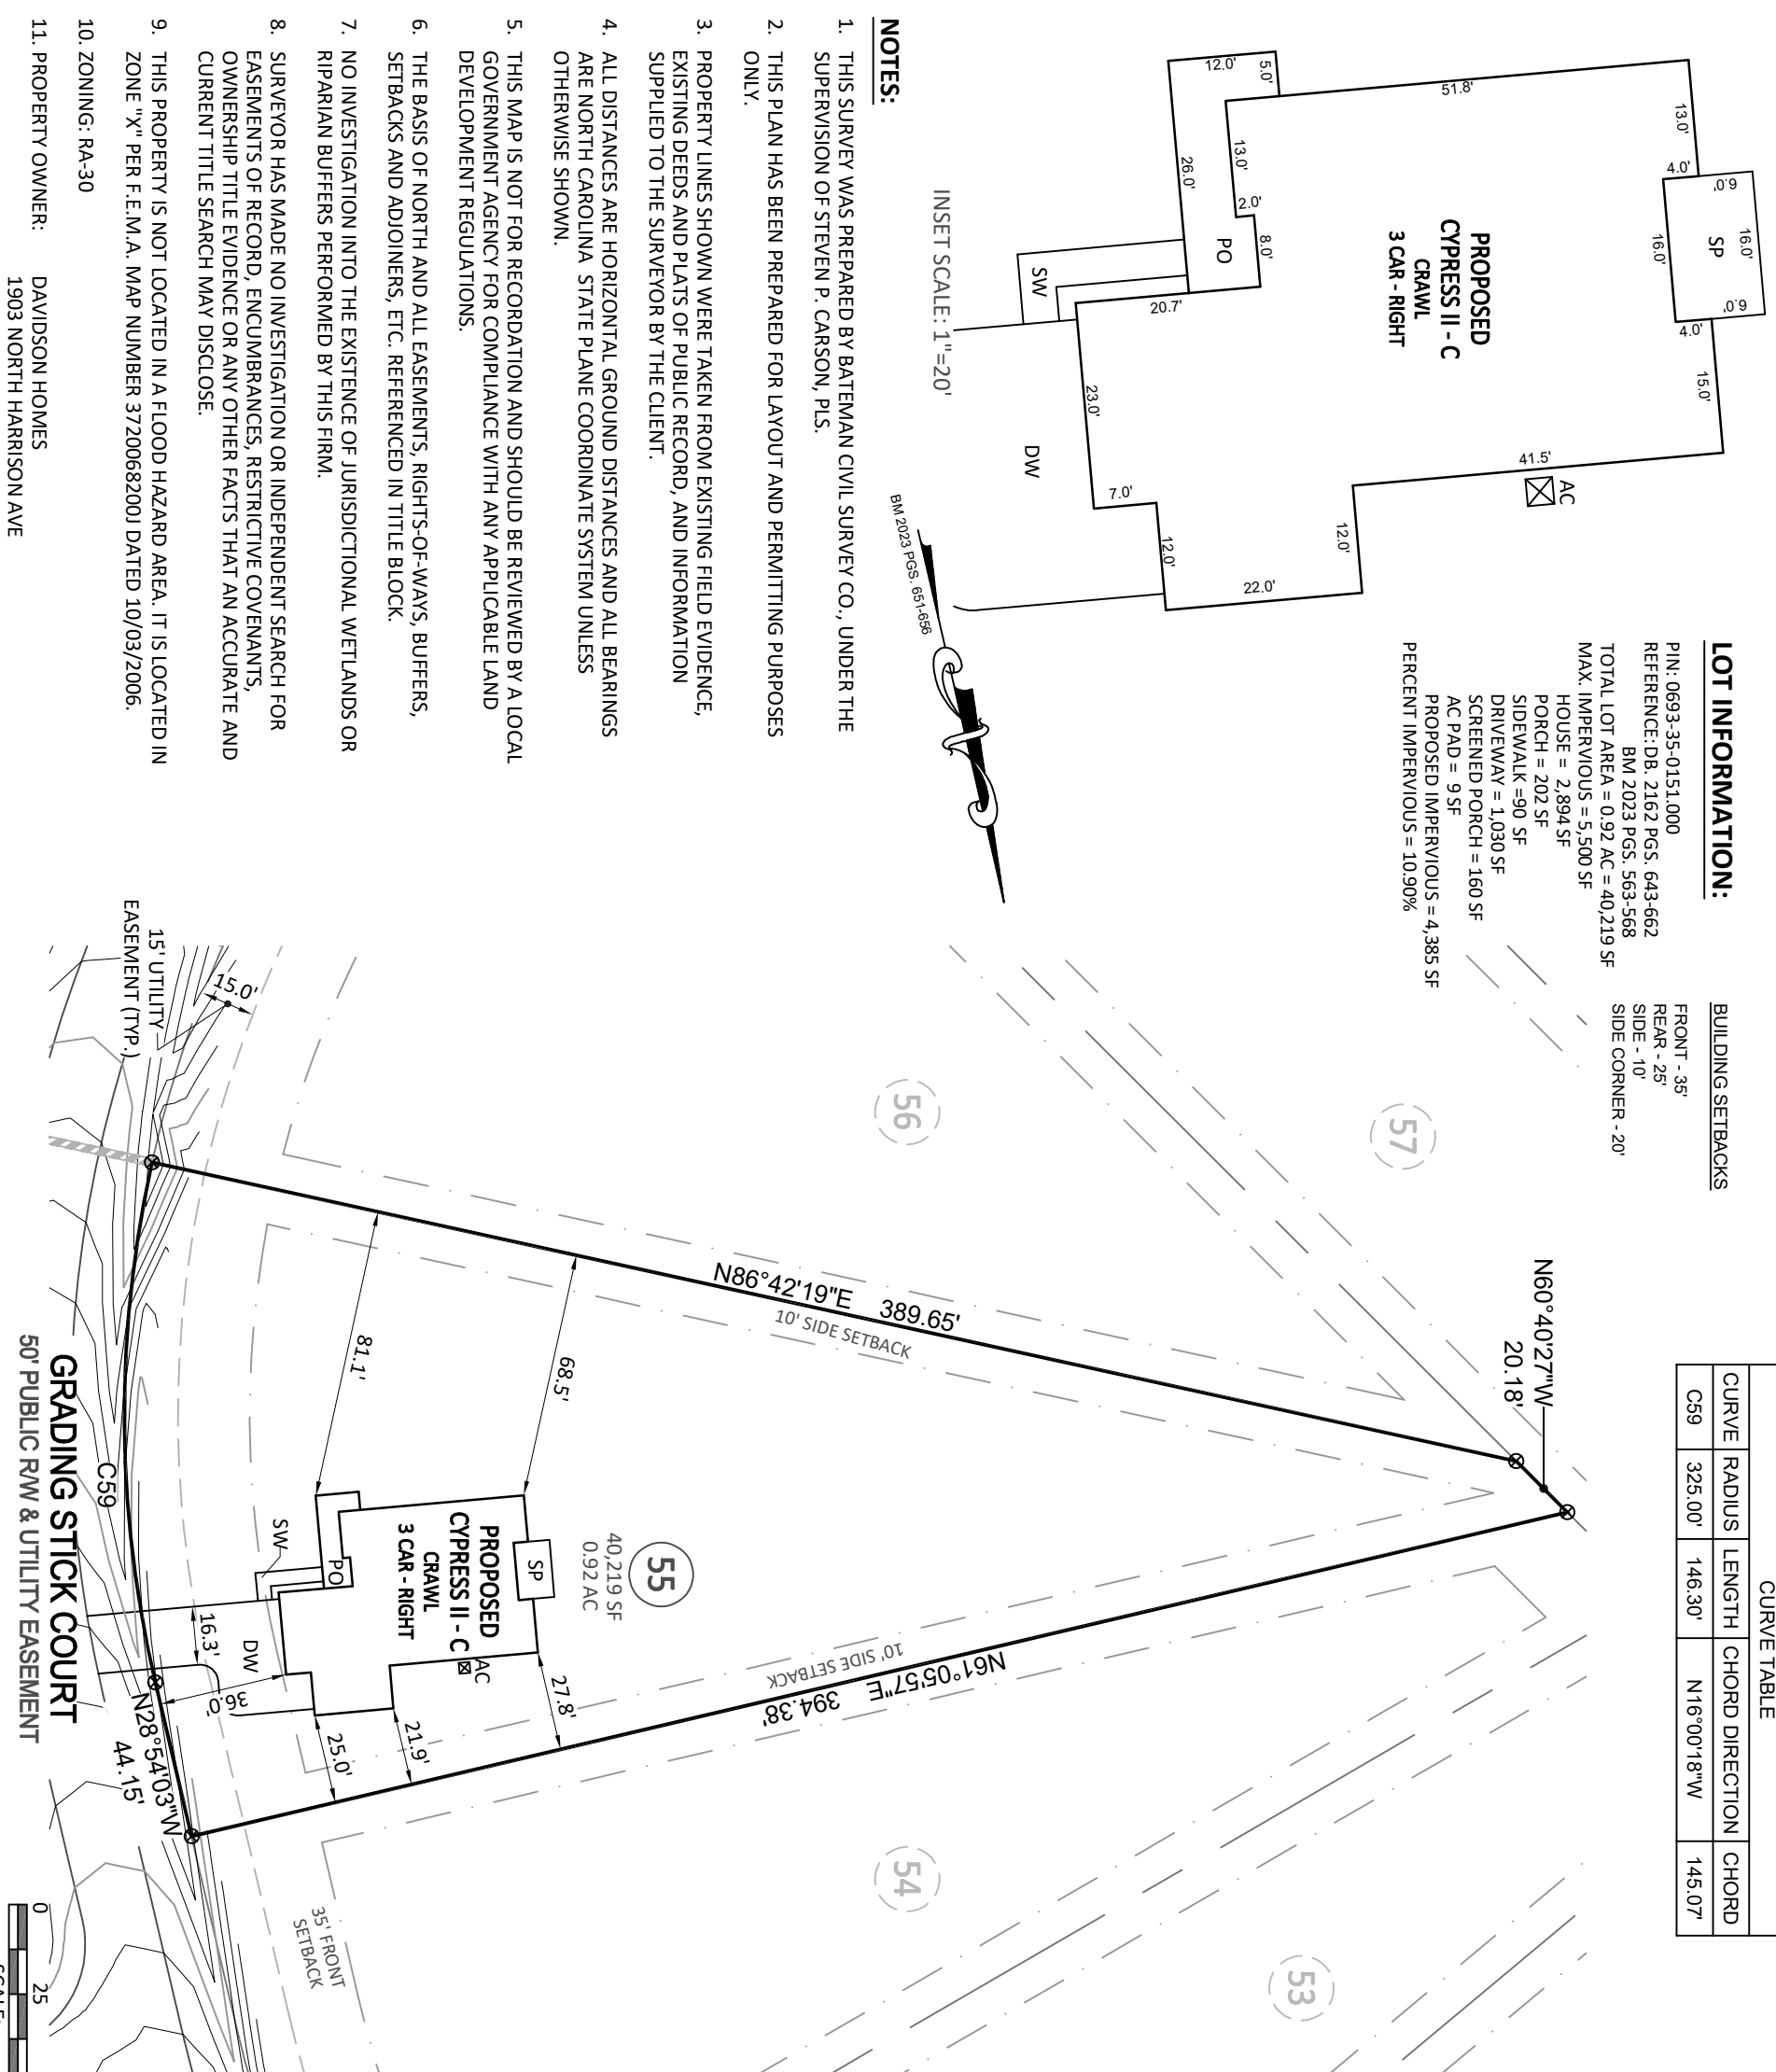 LOT INFORMATION:
PIN: 0693-35-0151.000
REFERENCE: DB. 2162 PGS. 643-662
BM 2023 PGS. 563-568
TOTAL LOT AREA = 0.92 AC = 40,219 SF
MAX. IMPERVIOUS = 5,500 SF
HOUSE = 2,894 SF
PORCH = 202 SF
SIDEWALK =90 SF
DRIVEWAY = 1,030 SF
SCREENED PORCH = 160 SF
AC PAD = 9 SF
PROPOSED IMPERVIOUS = 4,385 SF
PERCENT IMPERVIOUS = 10.90%
BUILDING SETBACKS
FRONT - 35'
REAR - 25'
SIDE - 10'
SIDE CORNER - 20'
CURVE TABLE
CURVE RADIUS LENGTH CHORD DIRECTION CHORD
C59 325.00' 146.30' N16°00'18"W 145.07'
6.0'
16.0'
SP
6.0'
13.0'
4.0'
16.0'
4.0'
15.0'
51.8'
PROPOSED
CYPRESS II - C
CRAWL
3 CAR - RIGHT
41.5'
AC
5.0'
12.0'
13.0'
2.0'
8.0'
26.0'
PO
20.7'
12.0'
22.0'
23.0'
7.0'
12.0'
SW
DW
INSET SCALE: 1"=20'
BM 2023 PGS. 651-656
NOTES:
1. THIS SURVEY WAS PREPARED BY BATEMAN CIVIL SURVEY CO., UNDER THE
SUPERVISION OF STEVEN P. CARSON, PLS.
2. THIS PLAN HAS BEEN PREPARED FOR LAYOUT AND PERMITTING PURPOSES
ONLY.
3. PROPERTY LINES SHOWN WERE TAKEN FROM EXISTING FIELD EVIDENCE,
EXISTING DEEDS AND PLATS OF PUBLIC RECORD, AND INFORMATION
SUPPLIED TO THE SURVEYOR BY THE CLIENT.
4. ALL DISTANCES ARE HORIZONTAL GROUND DISTANCES AND ALL BEARINGS
ARE NORTH CAROLINA STATE PLANE COORDINATE SYSTEM UNLESS
OTHERWISE SHOWN.
5. THIS MAP IS NOT FOR RECORDATION AND SHOULD BE REVIEWED BY A LOCAL
GOVERNMENT AGENCY FOR COMPLIANCE WITH ANY APPLICABLE LAND
DEVELOPMENT REGULATIONS.
6. THE BASIS OF NORTH AND ALL EASEMENTS, RIGHTS-OF-WAYS, BUFFERS,
SETBACKS AND ADJOINERS, ETC. REFERENCED IN TITLE BLOCK.
7. NO INVESTIGATION INTO THE EXISTENCE OF JURISDICTIONAL WETLANDS OR
RIPARIAN BUFFERS PERFORMED BY THIS FIRM.
8. SURVEYOR HAS MADE NO INVESTIGATION OR INDEPENDENT SEARCH FOR
EASEMENTS OF RECORD, ENCUMBRANCES, RESTRICTIVE COVENANTS,
OWNERSHIP TITLE EVIDENCE OR ANY OTHER FACTS THAT AN ACCURATE AND
CURRENT TITLE SEARCH MAY DISCLOSE.
9. THIS PROPERTY IS NOT LOCATED IN A FLOOD HAZARD AREA. IT IS LOCATED IN
ZONE "X" PER F.E.M.A. MAP NUMBER 3720068200J DATED 10/03/2006.
10. ZONING: RA-30
11. PROPERTY OWNER: DAVIDSON HOMES
1903 NORTH HARRISON AVE
57
56
54
53
N60°40'27"W
20.18'
N86°42'19"E 389.65'
10' SIDE SETBACK
N61°05'57"E 394.38'
10' SIDE SETBACK
55
40,219 SF
0.92 AC
68.5'
81.1'
SP
PROPOSED
CYPRESS II - C
CRAWL
3 CAR - RIGHT
AC
PO
SW
DW
27.8'
21.9'
25.0'
16.3'
36.0'
15.0'
15' UTILITY
EASEMENT (TYP.)
C59
N28°54'03"W
44.15'
35' FRONT
SETBACK
GRADING STICK COURT
50' PUBLIC R/W & UTILITY EASEMENT
0 25